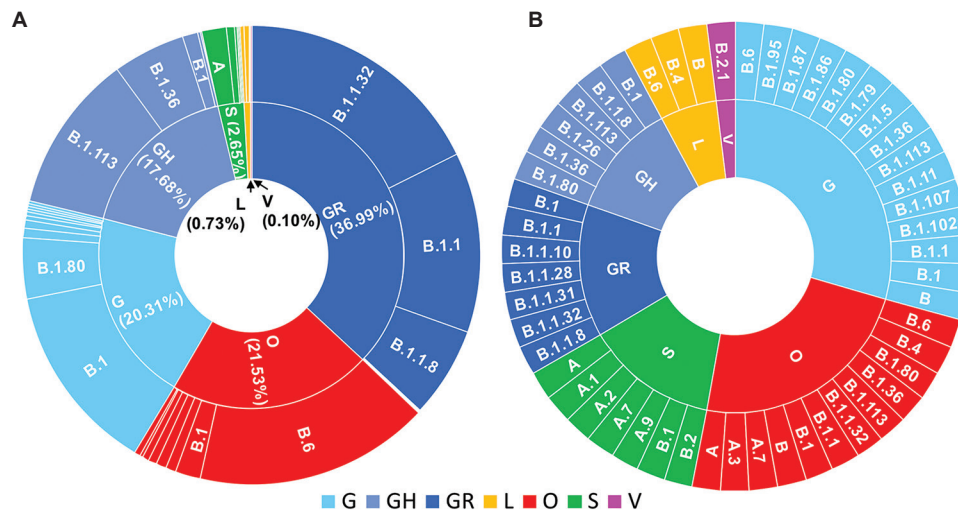 A
B.1.1.32
B.1.1
B.1.1.8
B.6
B.1
B.1
B.1.80
B.1.113
B.1.36
B.1
A
GR
(36.99%)
O
(21.53%)
G
(20.31%)
GH
(17.68%)
S (2.65%)
L
(0.73%)
V
(0.10%)
B
B.6
B.1.95
B.1.87
B.1.86
B.1.80
B.1.79
B.1.5
B.1.36
B.1.113
B.1.11
B.1.107
B.1.102
B.1.1
B.1
B
B.6
B.4
B.1.80
B.1.36
B.1.113
B.1.1.32
B.1.1
B.1
B
A.7
A.3
A
B.2
B.1
A.9
A.7
A.2
A.1
A
B.1.1.8
B.1.1.32
B.1.1.31
B.1.1.28
B.1.1.10
B.1.1
B.1
B.1.80
B.1.36
B.1.26
B.1.113
B.1.1.8
B.1
B.6
B.4
B
B.2.1
G
O
S
GR
GH
L
V
G GH GR L O S V